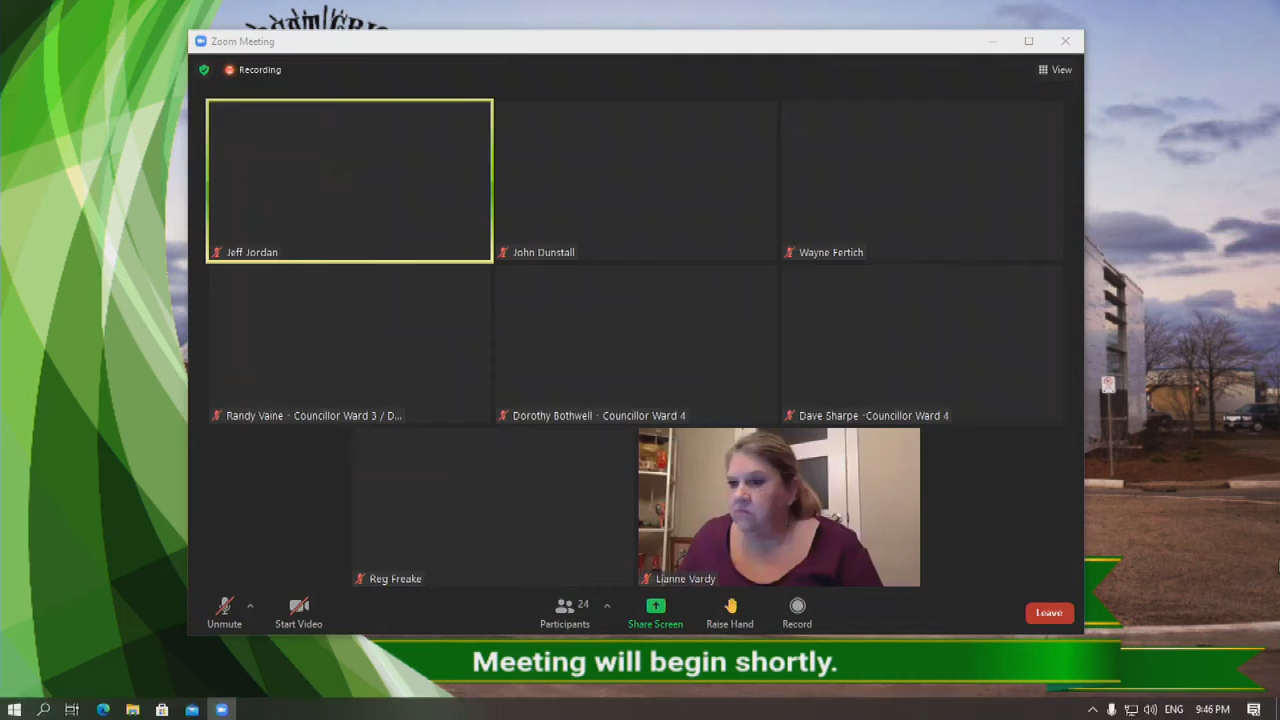 Zoom Meeting
Recording
View
Jeff Jordan
John Dunstall
Wayne Fertich
Randy Vaine - Councillor Ward 3 / D...
Dorothy Bothwell - Councillor Ward 4
Dave Sharpe -Councillor Ward 4
Reg Freake
Lianne Vardy
Unmute
Start Video
24
Participants
Share Screen
Raise Hand
Record
Leave
Meeting will begin shortly.
ENG
9:46 PM